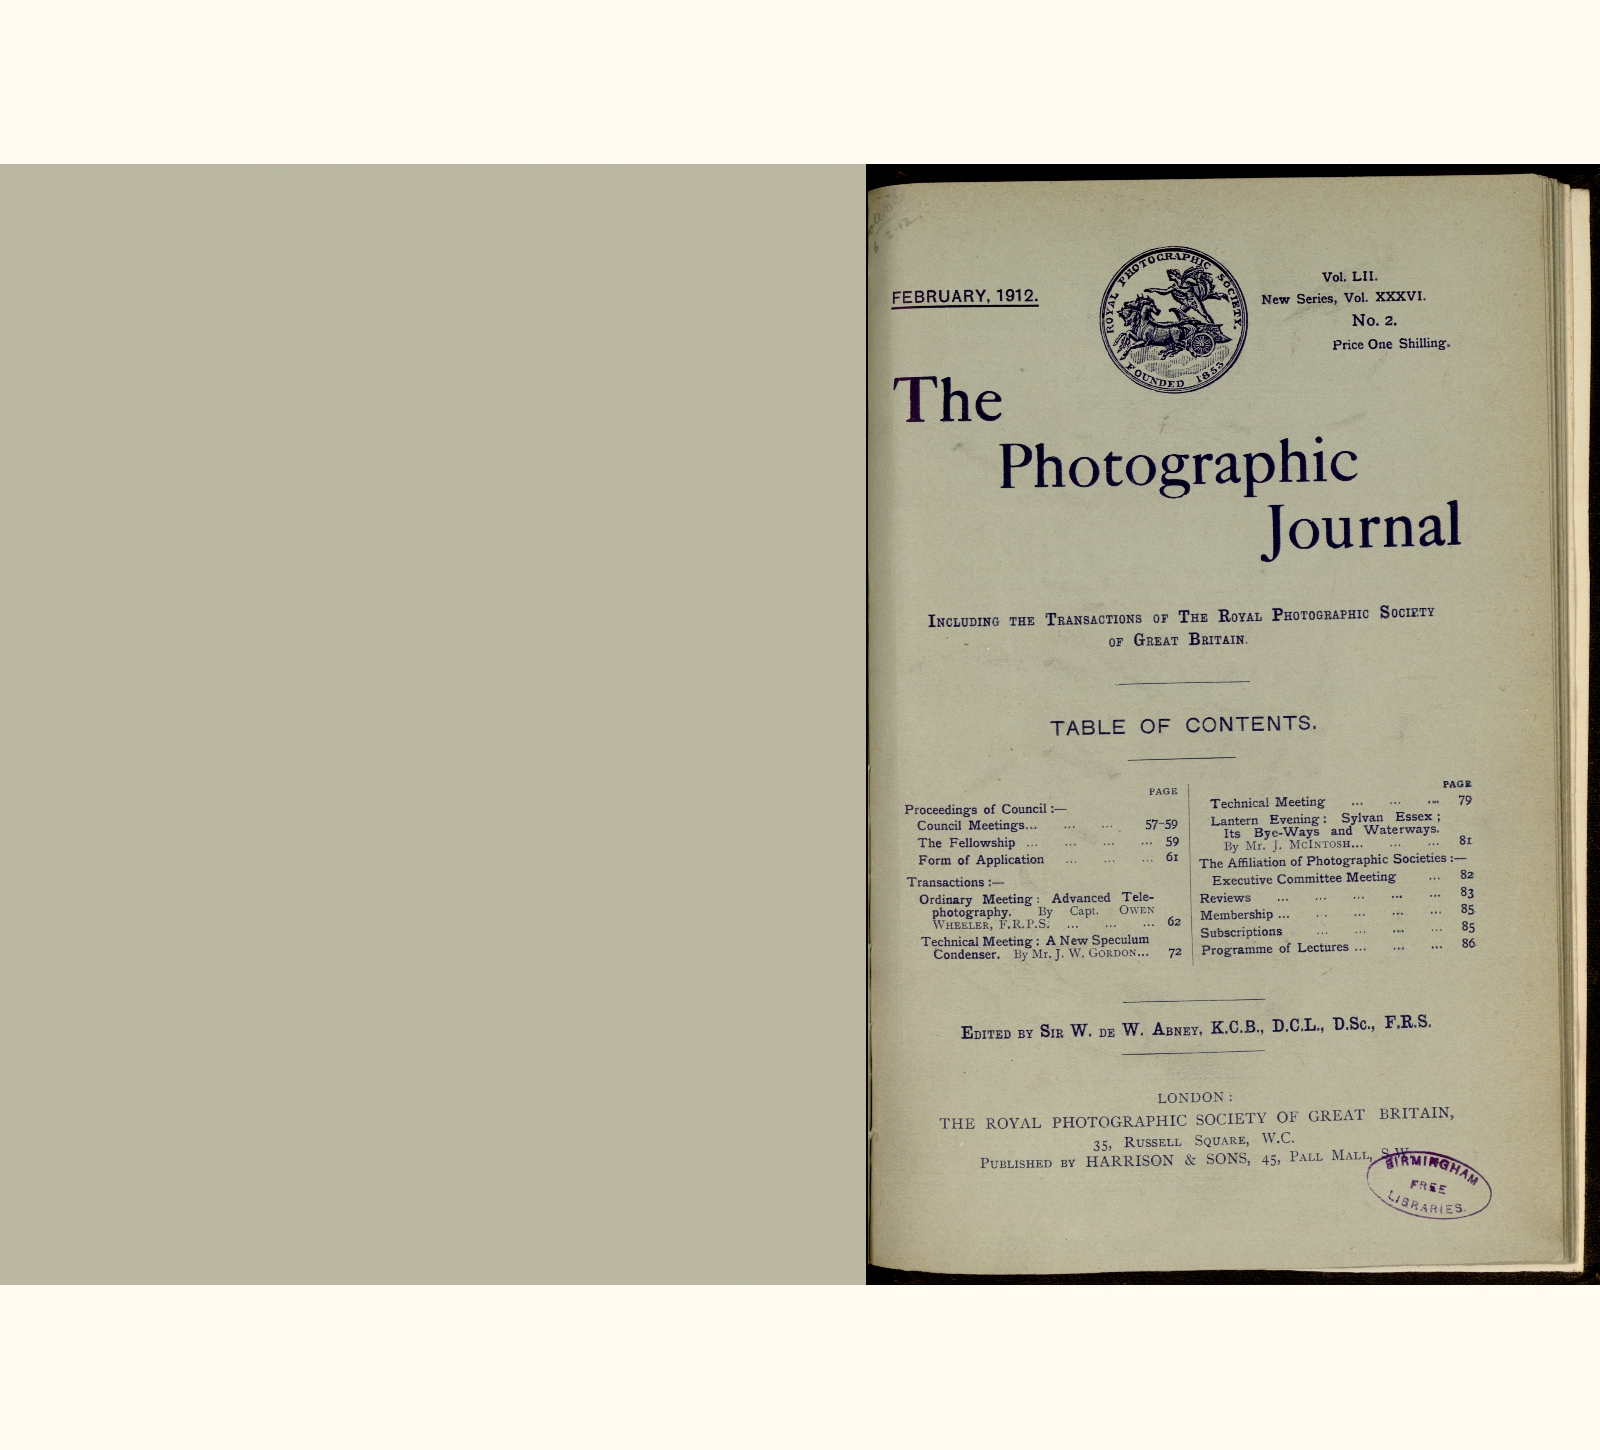 FEBRUARY, 1912.
ROYAL PHOTOGRAPHIC SOCIETY.
FOUNDED 1853
Vol. LII.
New Series, Vol. XXXVI.
No. 2.
Price One Shilling.
The
Photographic
Journal
INCLUDING THE TRANSACTIONS OF THE ROYAL PHOTOGRAPHIC SOCIETY
OF GREAT BRITAIN.
TABLE OF CONTENTS.
PAGE
Proceedings of Council :—
Council Meetings... ... ... 57-59
The Fellowship ... ... ... ... 59
Form of Application ... ... ... 61
Transactions :—
Ordinary Meeting : Advanced Tele-
photography. By Capt. OWEN
WHEELER, F.R.P.S. ... ... ... 62
Technical Meeting : A New Speculum
Condenser. By Mr. J. W. GORDON... 72
PAGE
Technical Meeting ... ... ... 79
Lantern Evening : Sylvan Essex ;
Its Bye-Ways and Waterways.
By Mr. J. MCINTOSH... ... ... 81
The Affiliation of Photographic Societies :—
Executive Committee Meeting ... 82
Reviews ... ... ... ... ... 83
Membership ... ... ... ... ... 85
Subscriptions ... ... ... ... 85
Programme of Lectures ... ... ... 86
EDITED BY SIR W. DE W. ABNEY, K.C.B., D.C.L., D.SC., F.R.S.
LONDON :
THE ROYAL PHOTOGRAPHIC SOCIETY OF GREAT BRITAIN,
35, RUSSELL SQUARE, W.C.
PUBLISHED BY HARRISON & SONS, 45, PALL MALL, S.W.
BIRMINGHAM
FREE
LIBRARIES.